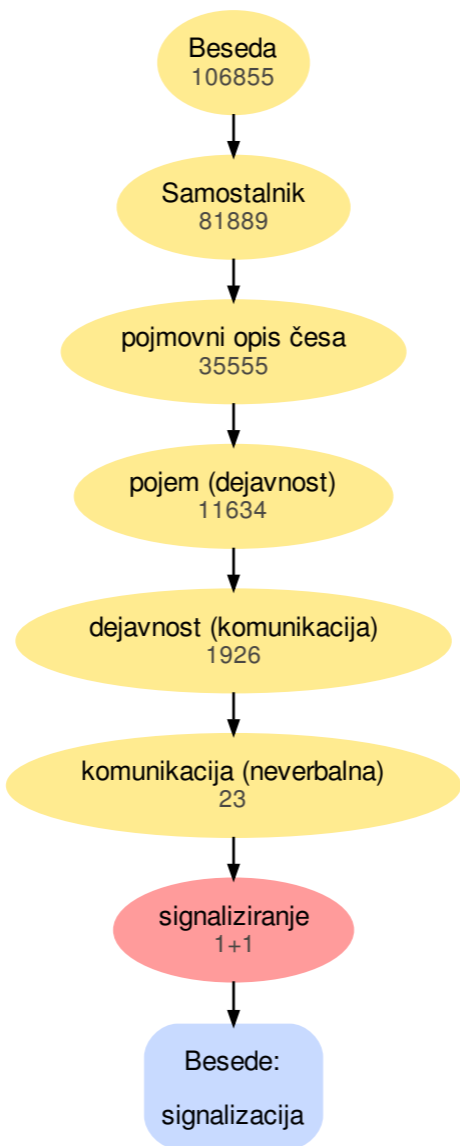 Beseda
106855
Samostalnik
81889
pojmovni opis česa
35555
pojem (dejavnost)
11634
dejavnost (komunikacija)
1926
komunikacija (neverbalna)
23
signaliziranje
1+1
Besede:
signalizacija